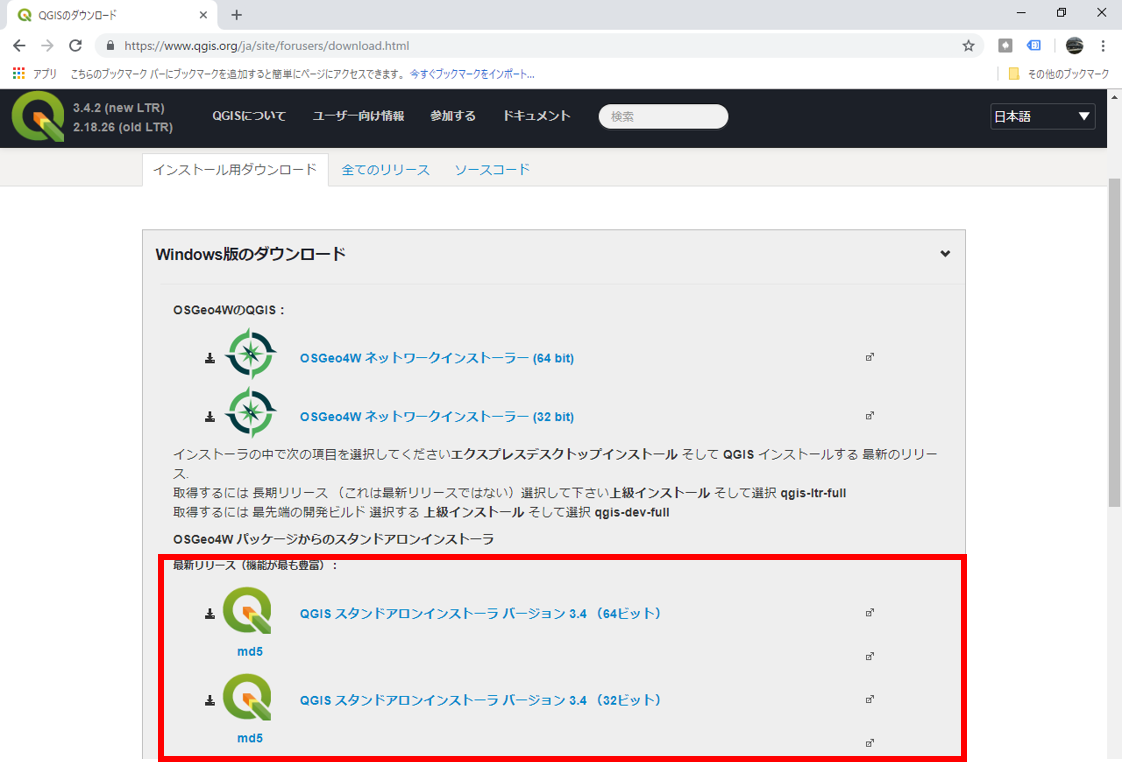 QGISのダウンロード
https://www.qgis.org/ja/site/forusers/download.html
アプリ こちらのブックマーク バーにブックマークを追加すると簡単にページにアクセスできます。 今すぐブックマークをインポート... その他のブックマーク
3.4.2 (new LTR)
2.18.26 (old LTR)
QGISについて ユーザー向け情報 参加する ドキュメント 検索 日本語
インストール用ダウンロード 全てのリリース ソースコード
Windows版のダウンロード
OSGeo4WのQGIS：
OSGeo4W ネットワークインストーラー (64 bit)
OSGeo4W ネットワークインストーラー (32 bit)
インストーラの中で次の項目を選択してくださいエクスプレスデスクトップインストール そして QGIS インストールする 最新のリリー
ス.
取得するには 長期リリース （これは最新リリースではない）選択して下さい上級インストール そして選択 qgis-ltr-full
取得するには 最先端の開発ビルド 選択する 上級インストール そして選択 qgis-dev-full
OSGeo4W パッケージからのスタンドアロンインストーラ
最新リリース（機能が最も豊富）：
QGIS スタンドアロンインストーラ バージョン 3.4 （64ビット）
md5
QGIS スタンドアロンインストーラ バージョン 3.4 （32ビット）
md5